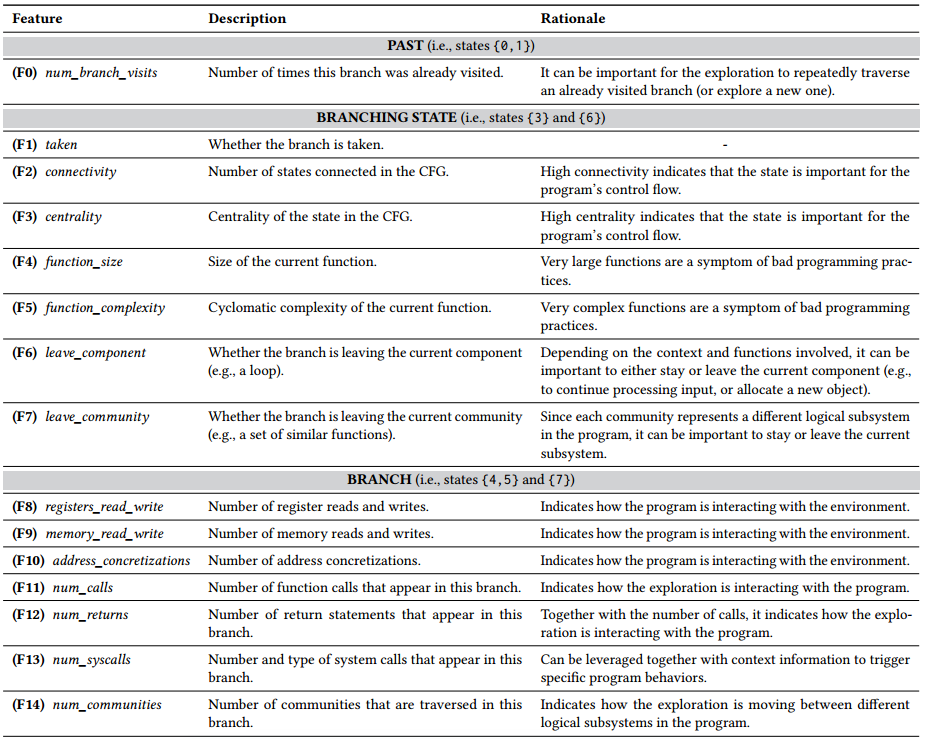 Feature Description Rationale
PAST (i.e., states {0,1})
(F0) num_branch_visits Number of times this branch was already visited. It can be important for the exploration to repeatedly traverse
an already visited branch (or explore a new one).
BRANCHING STATE (i.e., states {3} and {6})
(F1) taken Whether the branch is taken. -
(F2) connectivity Number of states connected in the CFG. High connectivity indicates that the state is important for the
program's control flow.
(F3) centrality Centrality of the state in the CFG. High centrality indicates that the state is important for the
program's control flow.
(F4) function_size Size of the current function. Very large functions are a symptom of bad programming prac-
tices.
(F5) function_complexity Cyclomatic complexity of the current function. Very complex functions are a symptom of bad programming
practices.
(F6) leave_component Whether the branch is leaving the current component Depending on the context and functions involved, it can be
(e.g., a loop). important to either stay or leave the current component (e.g.,
to continue processing input, or allocate a new object).
(F7) leave_community Whether the branch is leaving the current community Since each community represents a different logical subsystem
(e.g., a set of similar functions). in the program, it can be important to stay or leave the current
subsystem.
BRANCH (i.e., states {4,5} and {7})
(F8) registers_read_write Number of register reads and writes. Indicates how the program is interacting with the environment.
(F9) memory_read_write Number of memory reads and writes. Indicates how the program is interacting with the environment.
(F10) address_concretizations Number of address concretizations. Indicates how the program is interacting with the environment.
(F11) num_calls Number of function calls that appear in this branch. Indicates how the exploration is interacting with the program.
(F12) num_returns Number of return statements that appear in this Together with the number of calls, it indicates how the explo-
branch. ration is interacting with the program.
(F13) num_syscalls Number and type of system calls that appear in this Can be leveraged together with context information to trigger
branch. specific program behaviors.
(F14) num_communities Number of communities that are traversed in this Indicates how the exploration is moving between different
branch. logical subsystems in the program.